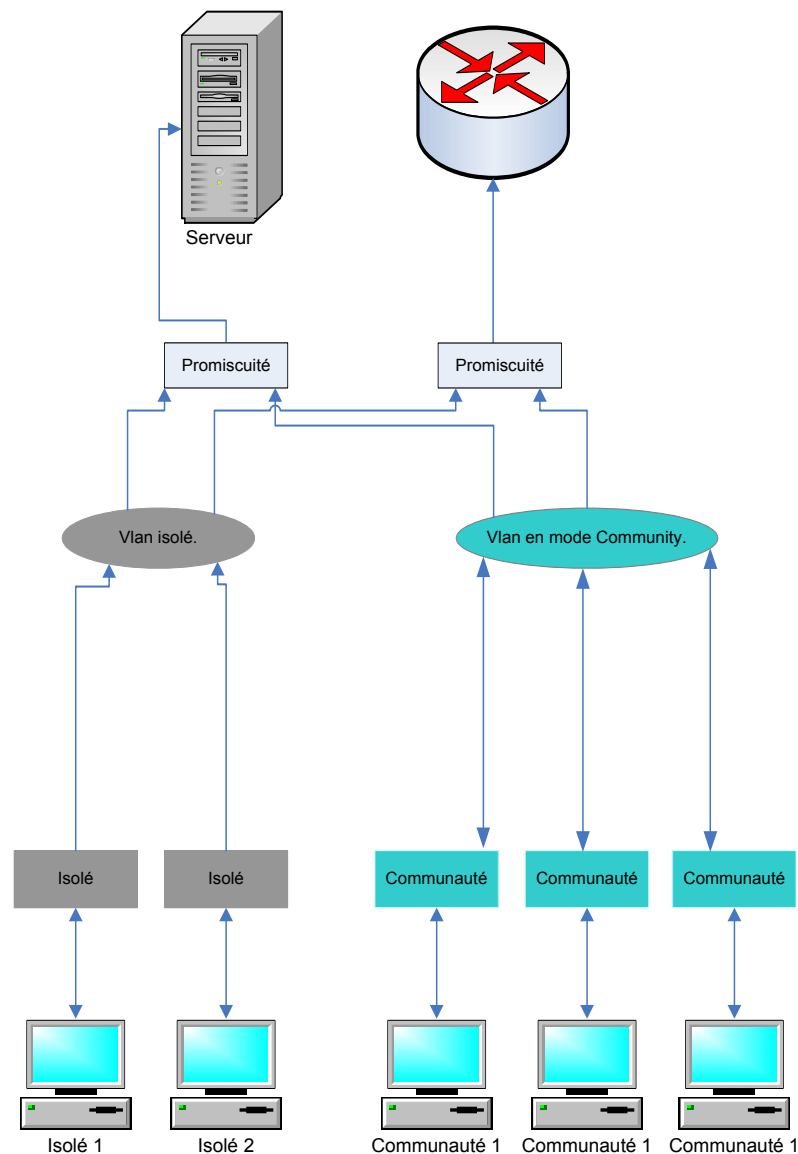 Serveur
Promiscuité
Promiscuité
Vlan isolé.
Vlan en mode Community.
Isolé
Isolé
Communauté
Communauté
Communauté
Isolé 1
Isolé 2
Communauté 1
Communauté 1
Communauté 1